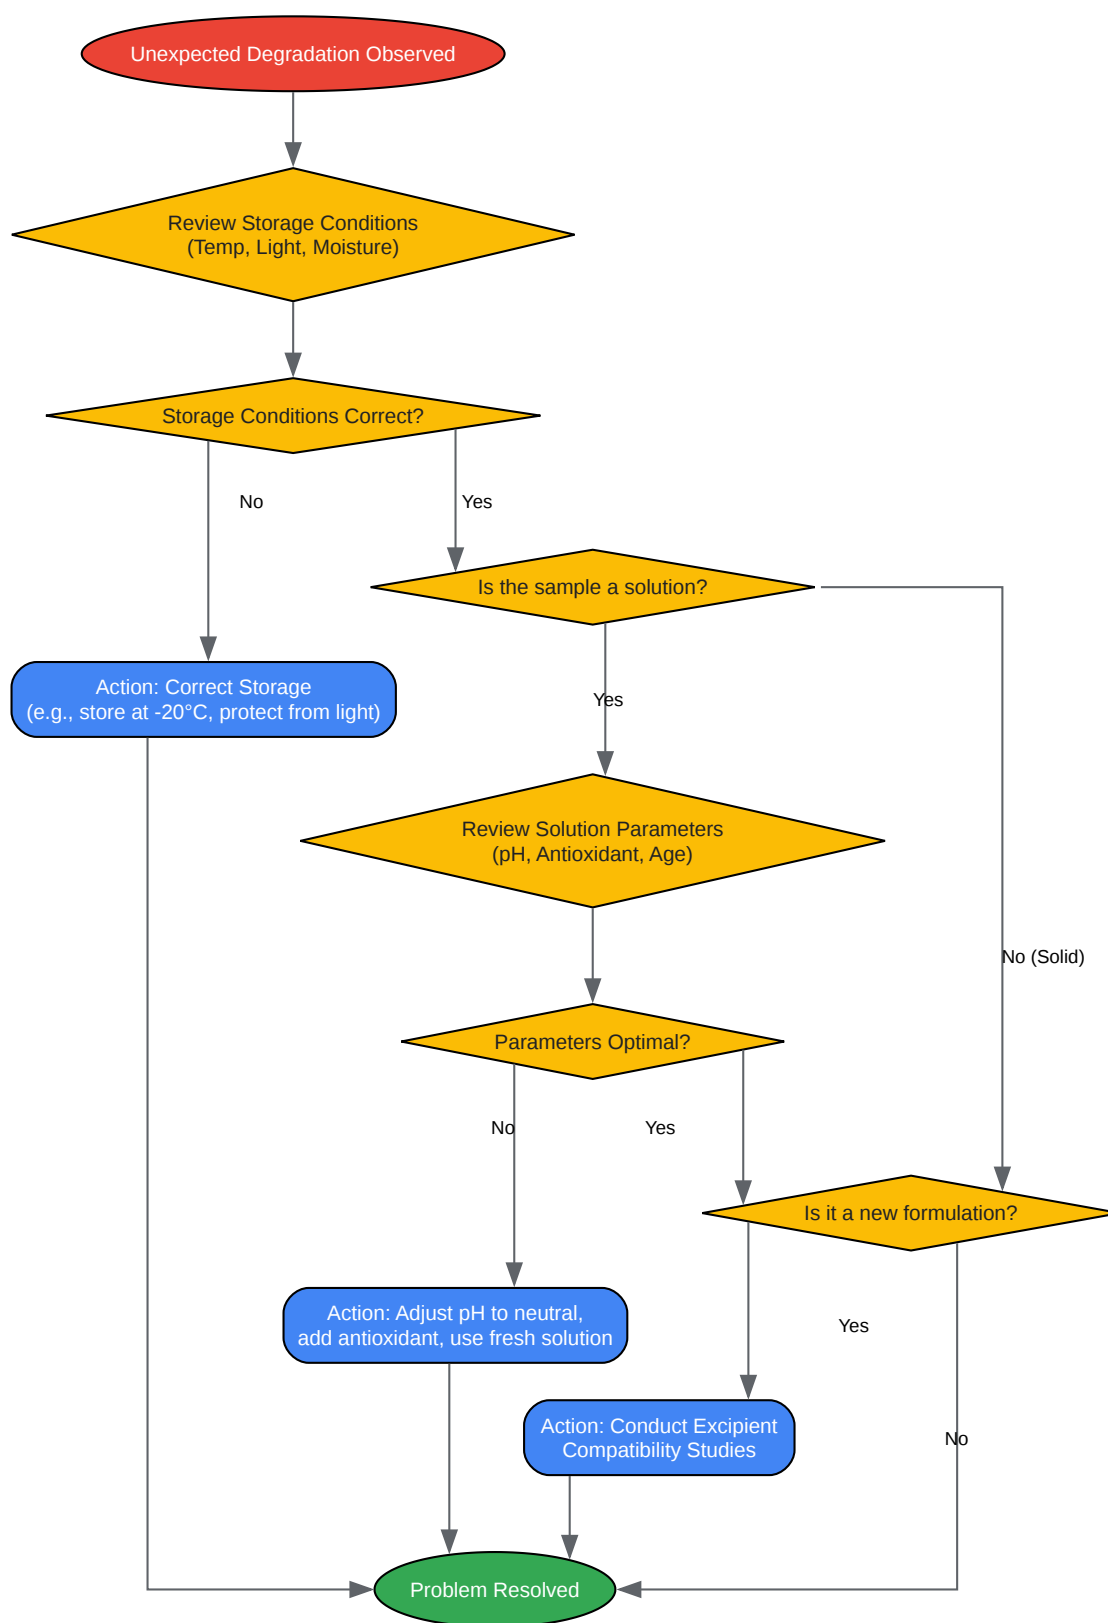 Unexpected Degradation Observed
Review Storage Conditions
(Temp, Light, Moisture)
Storage Conditions Correct?
No
Yes
Is the sample a solution?
Action: Correct Storage
(e.g., store at -20°C, protect from light)
Yes
Review Solution Parameters
(pH, Antioxidant, Age)
No (Solid)
Parameters Optimal?
No
Yes
Is it a new formulation?
Action: Adjust pH to neutral,
add antioxidant, use fresh solution
Yes
Action: Conduct Excipient
Compatibility Studies
No
Problem Resolved